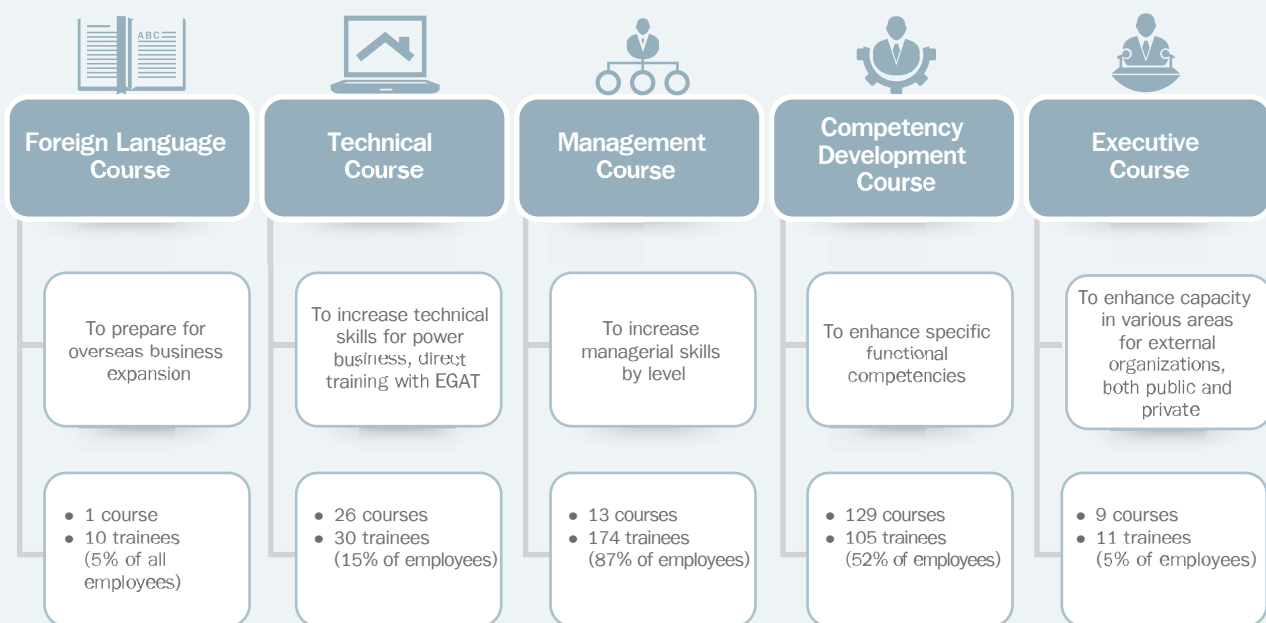 ABC
Foreign Language
Course
To prepare for
overseas business
expansion
• 1 course
• 10 trainees
(5% of all
employees)
Technical
Course
To increase technical
skills for power
business, direct
training with EGAT
• 26 courses
• 30 trainees
(15% of employees)
Management
Course
To increase
managerial skills
by level
• 13 courses
• 174 trainees
(87% of employees)
Competency
Development
Course
To enhance specific
functional
competencies
• 129 courses
• 105 trainees
(52% of employees)
Executive
Course
To enhance capacity
in various areas
for external
organizations,
both public and
private
• 9 courses
• 11 trainees
(5% of employees)